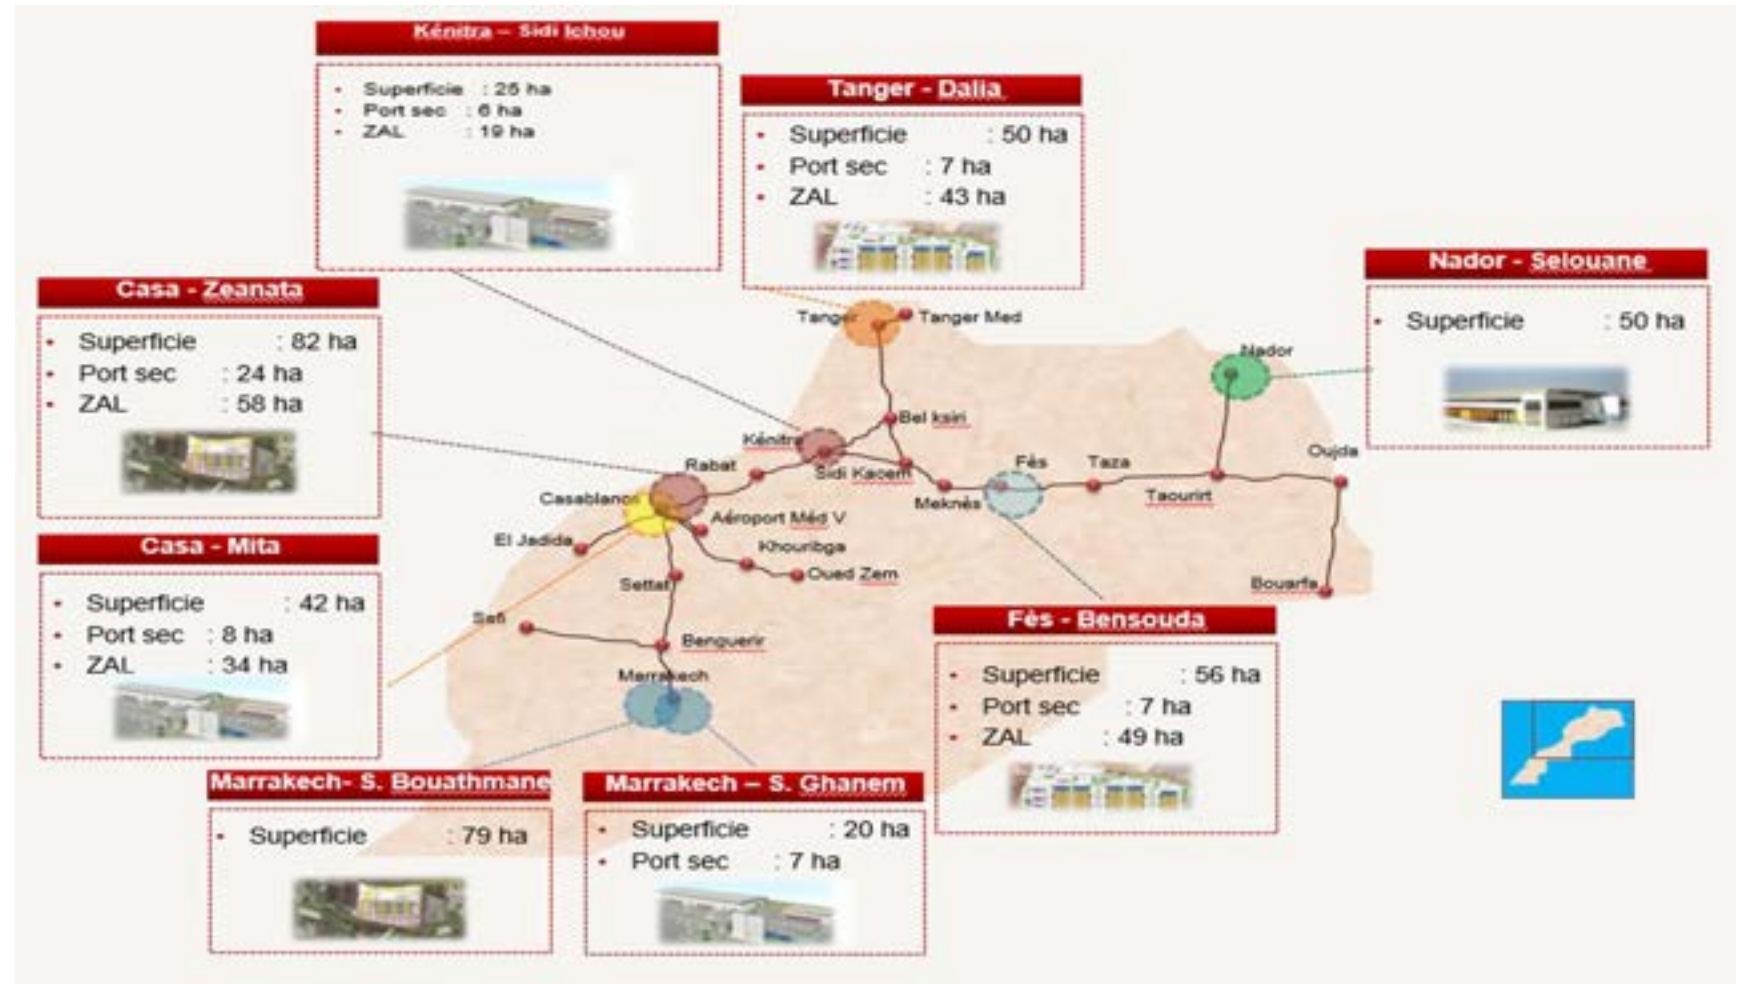 Kénitra – Sidi Ichou
• Superficie : 25 ha
• Port sec : 6 ha
• ZAL : 19 ha
Tanger - Dalia
• Superficie : 50 ha
• Port sec : 7 ha
• ZAL : 43 ha
Nador - Selouane
• Superficie : 50 ha
Casa - Zeanata
• Superficie : 82 ha
• Port sec : 24 ha
• ZAL : 58 ha
Casa - Mita
• Superficie : 42 ha
• Port sec : 8 ha
• ZAL : 34 ha
Tanger
Tanger Med
Nador
Bel ksiri
Kénitra
Sidi Kacem
Rabat
Fès
Taza
Oujda
Meknès
Taourirt
Casablanca
Aéroport Méd V
El Jadida
Khouribga
Oued Zem
Settat
Bouarfa
Safi
Benguerir
Marrakech
Fès - Bensouda
• Superficie : 56 ha
• Port sec : 7 ha
• ZAL : 49 ha
Marrakech- S. Bouathmane
• Superficie : 79 ha
Marrakech – S. Ghanem
• Superficie : 20 ha
• Port sec : 7 ha